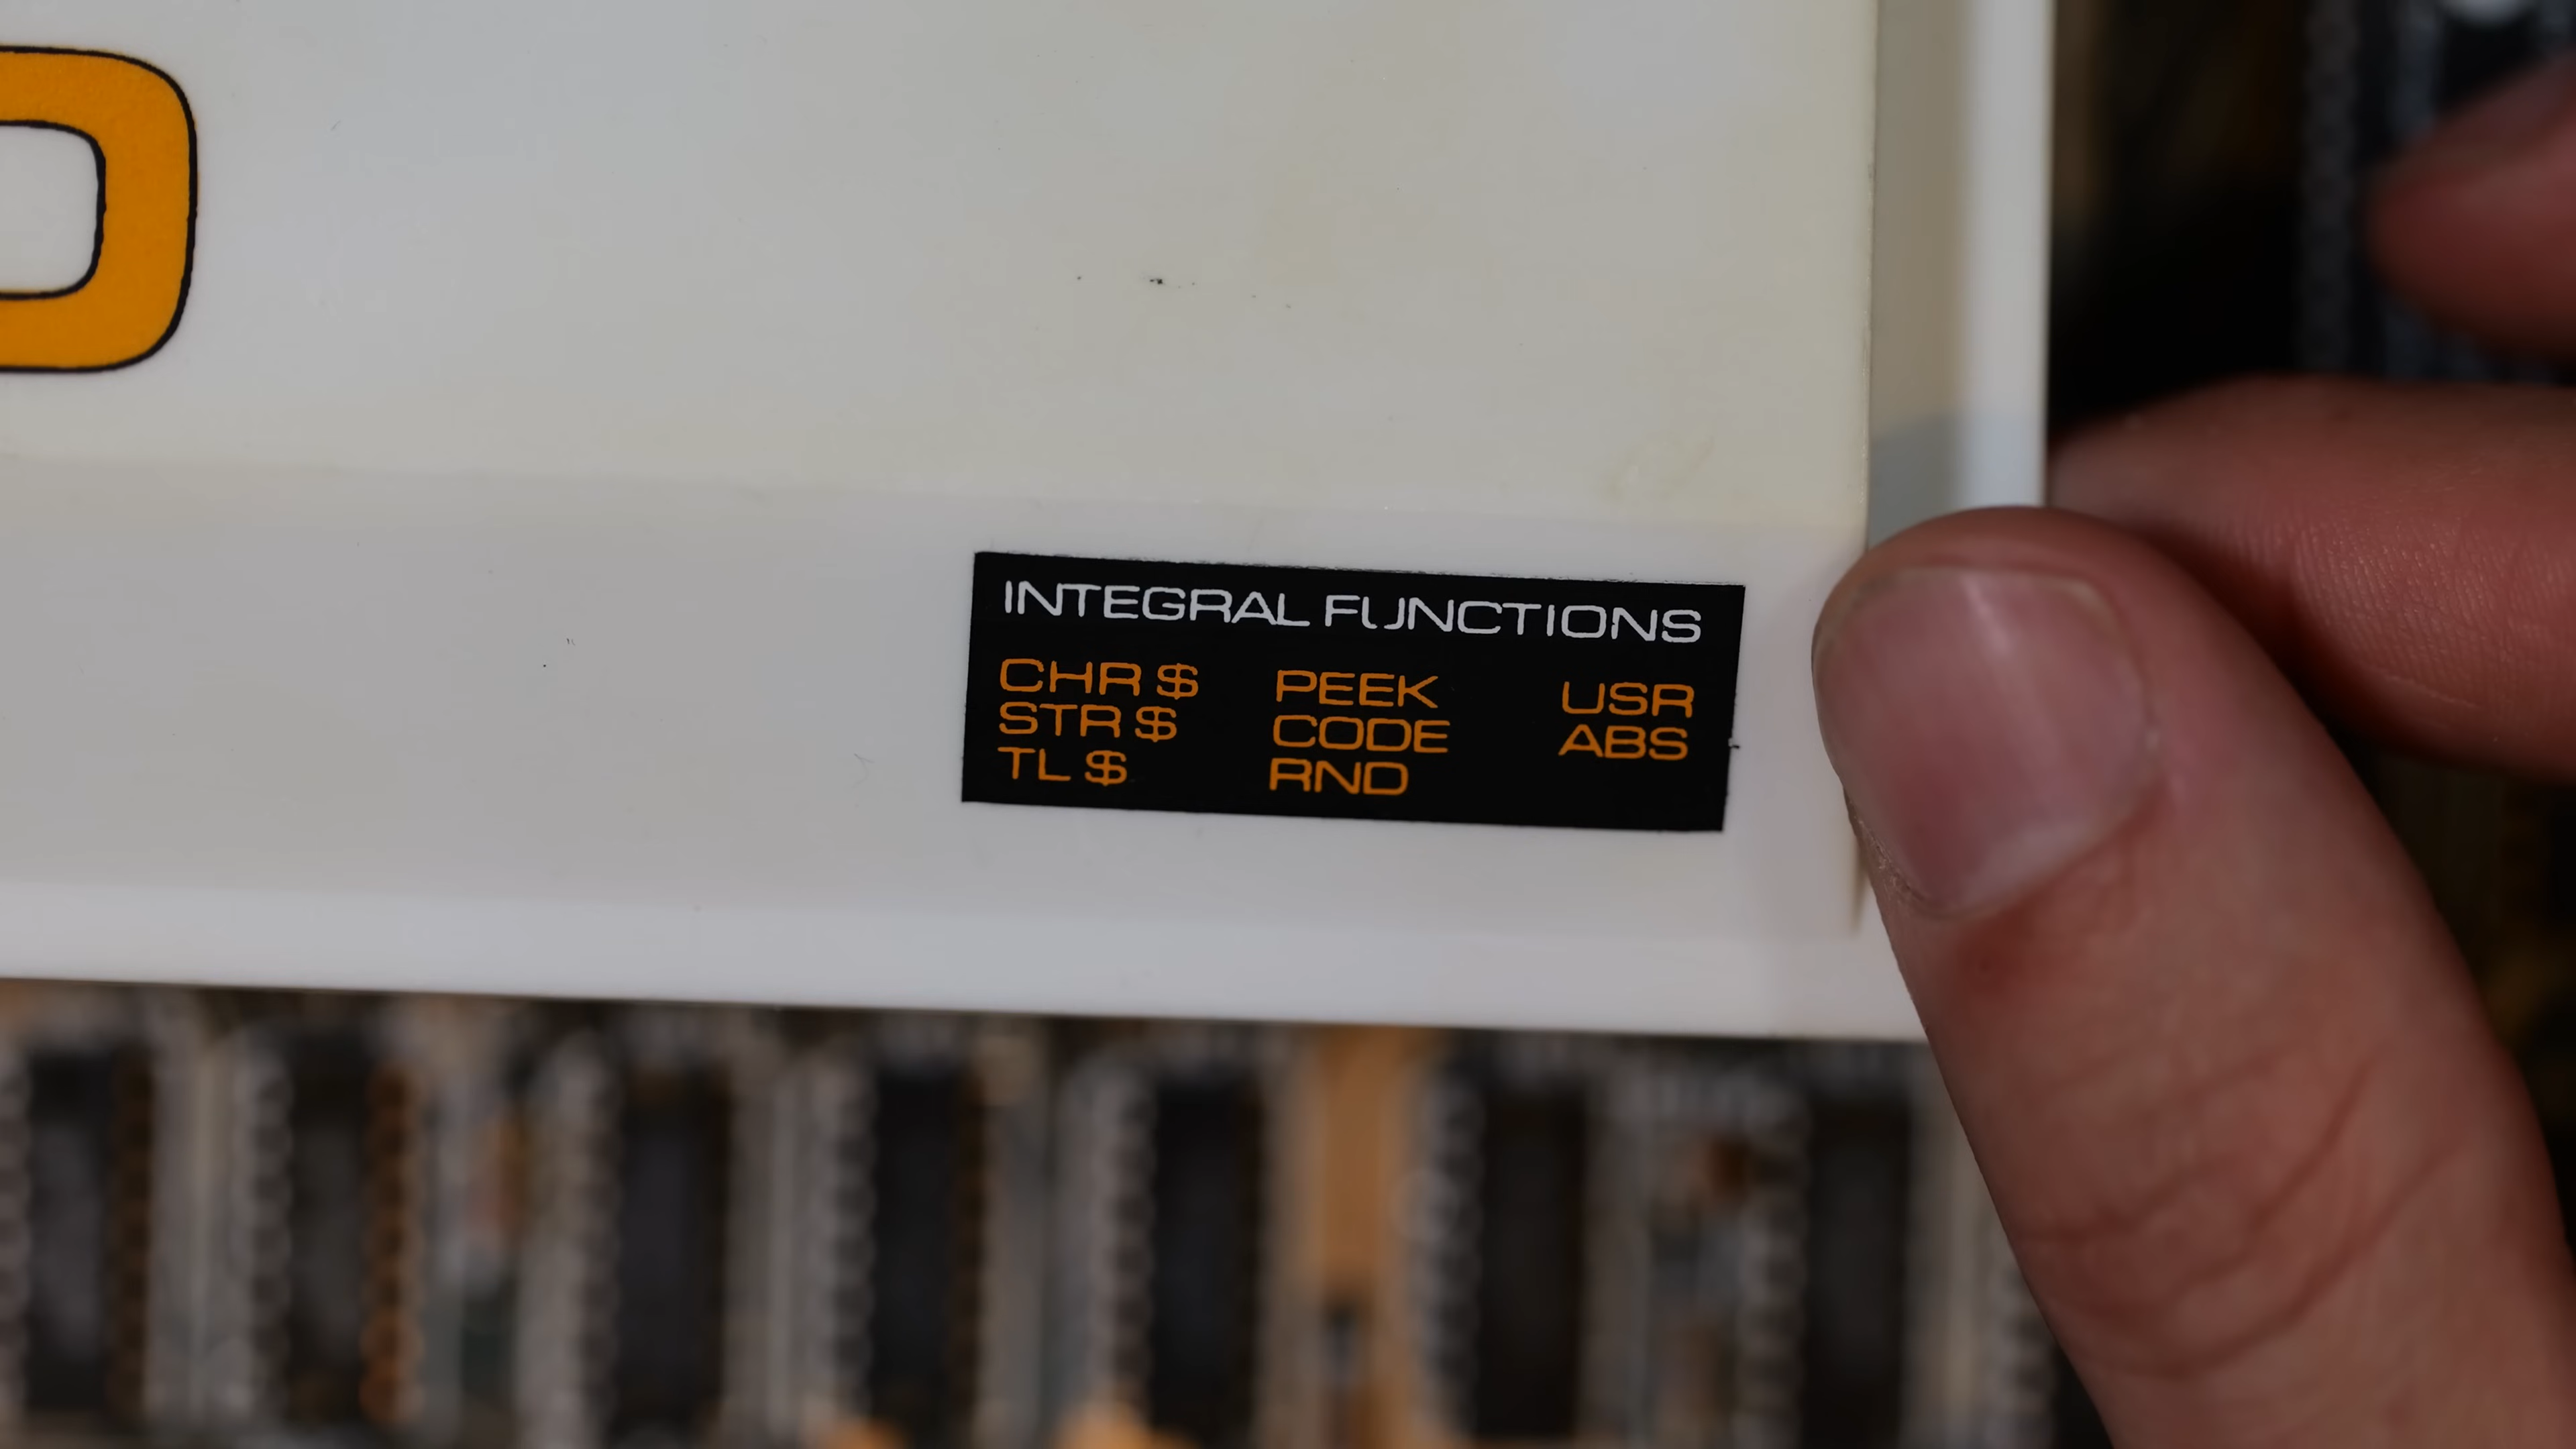 INTEGRAL FUNCTIONS
CHR $ PEEK USR
STR $ CODE ABS
TL $ RND